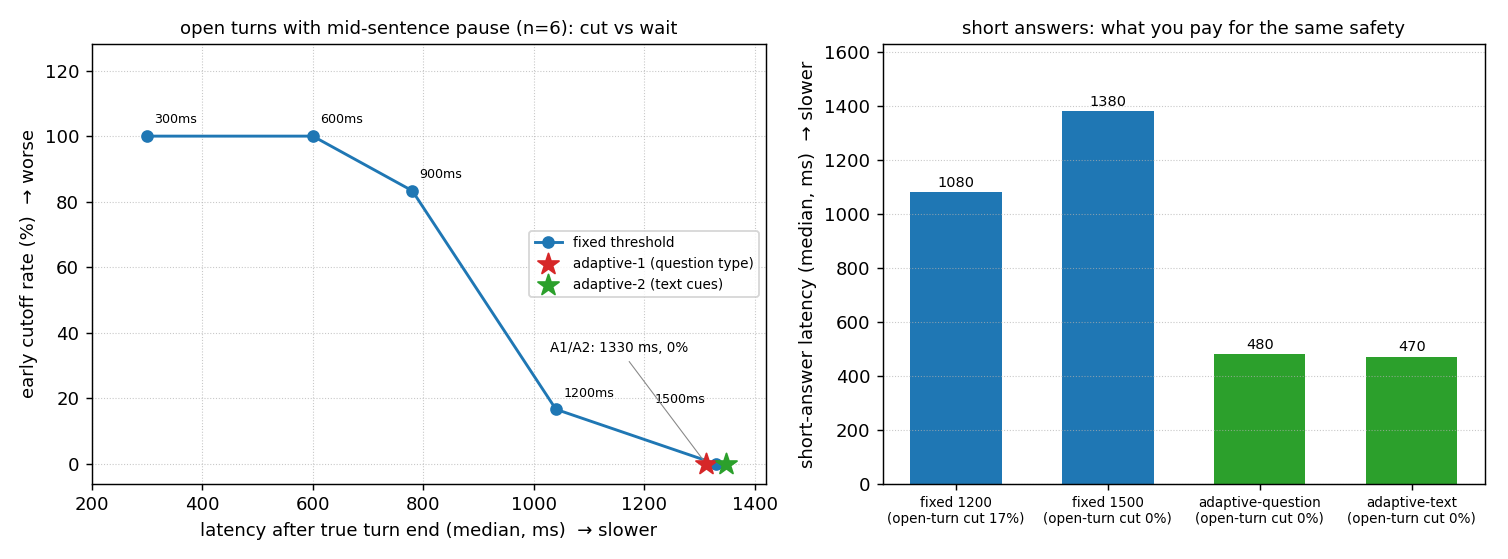 open turns with mid-sentence pause (n=6): cut vs wait
early cutoff rate (%) → worse
120
100
80
60
40
20
0
300ms
600ms
900ms
fixed threshold
adaptive-1 (question type)
adaptive-2 (text cues)
A1/A2: 1330 ms, 0%
1200ms
1500ms
200
400
600
800
1000
1200
1400
latency after true turn end (median, ms) → slower
short answers: what you pay for the same safety
short-answer latency (median, ms) → slower
1600
1400
1200
1000
800
600
400
200
0
1080
1380
480
470
fixed 1200
(open-turn cut 17%)
fixed 1500
(open-turn cut 0%)
adaptive-question
(open-turn cut 0%)
adaptive-text
(open-turn cut 0%)